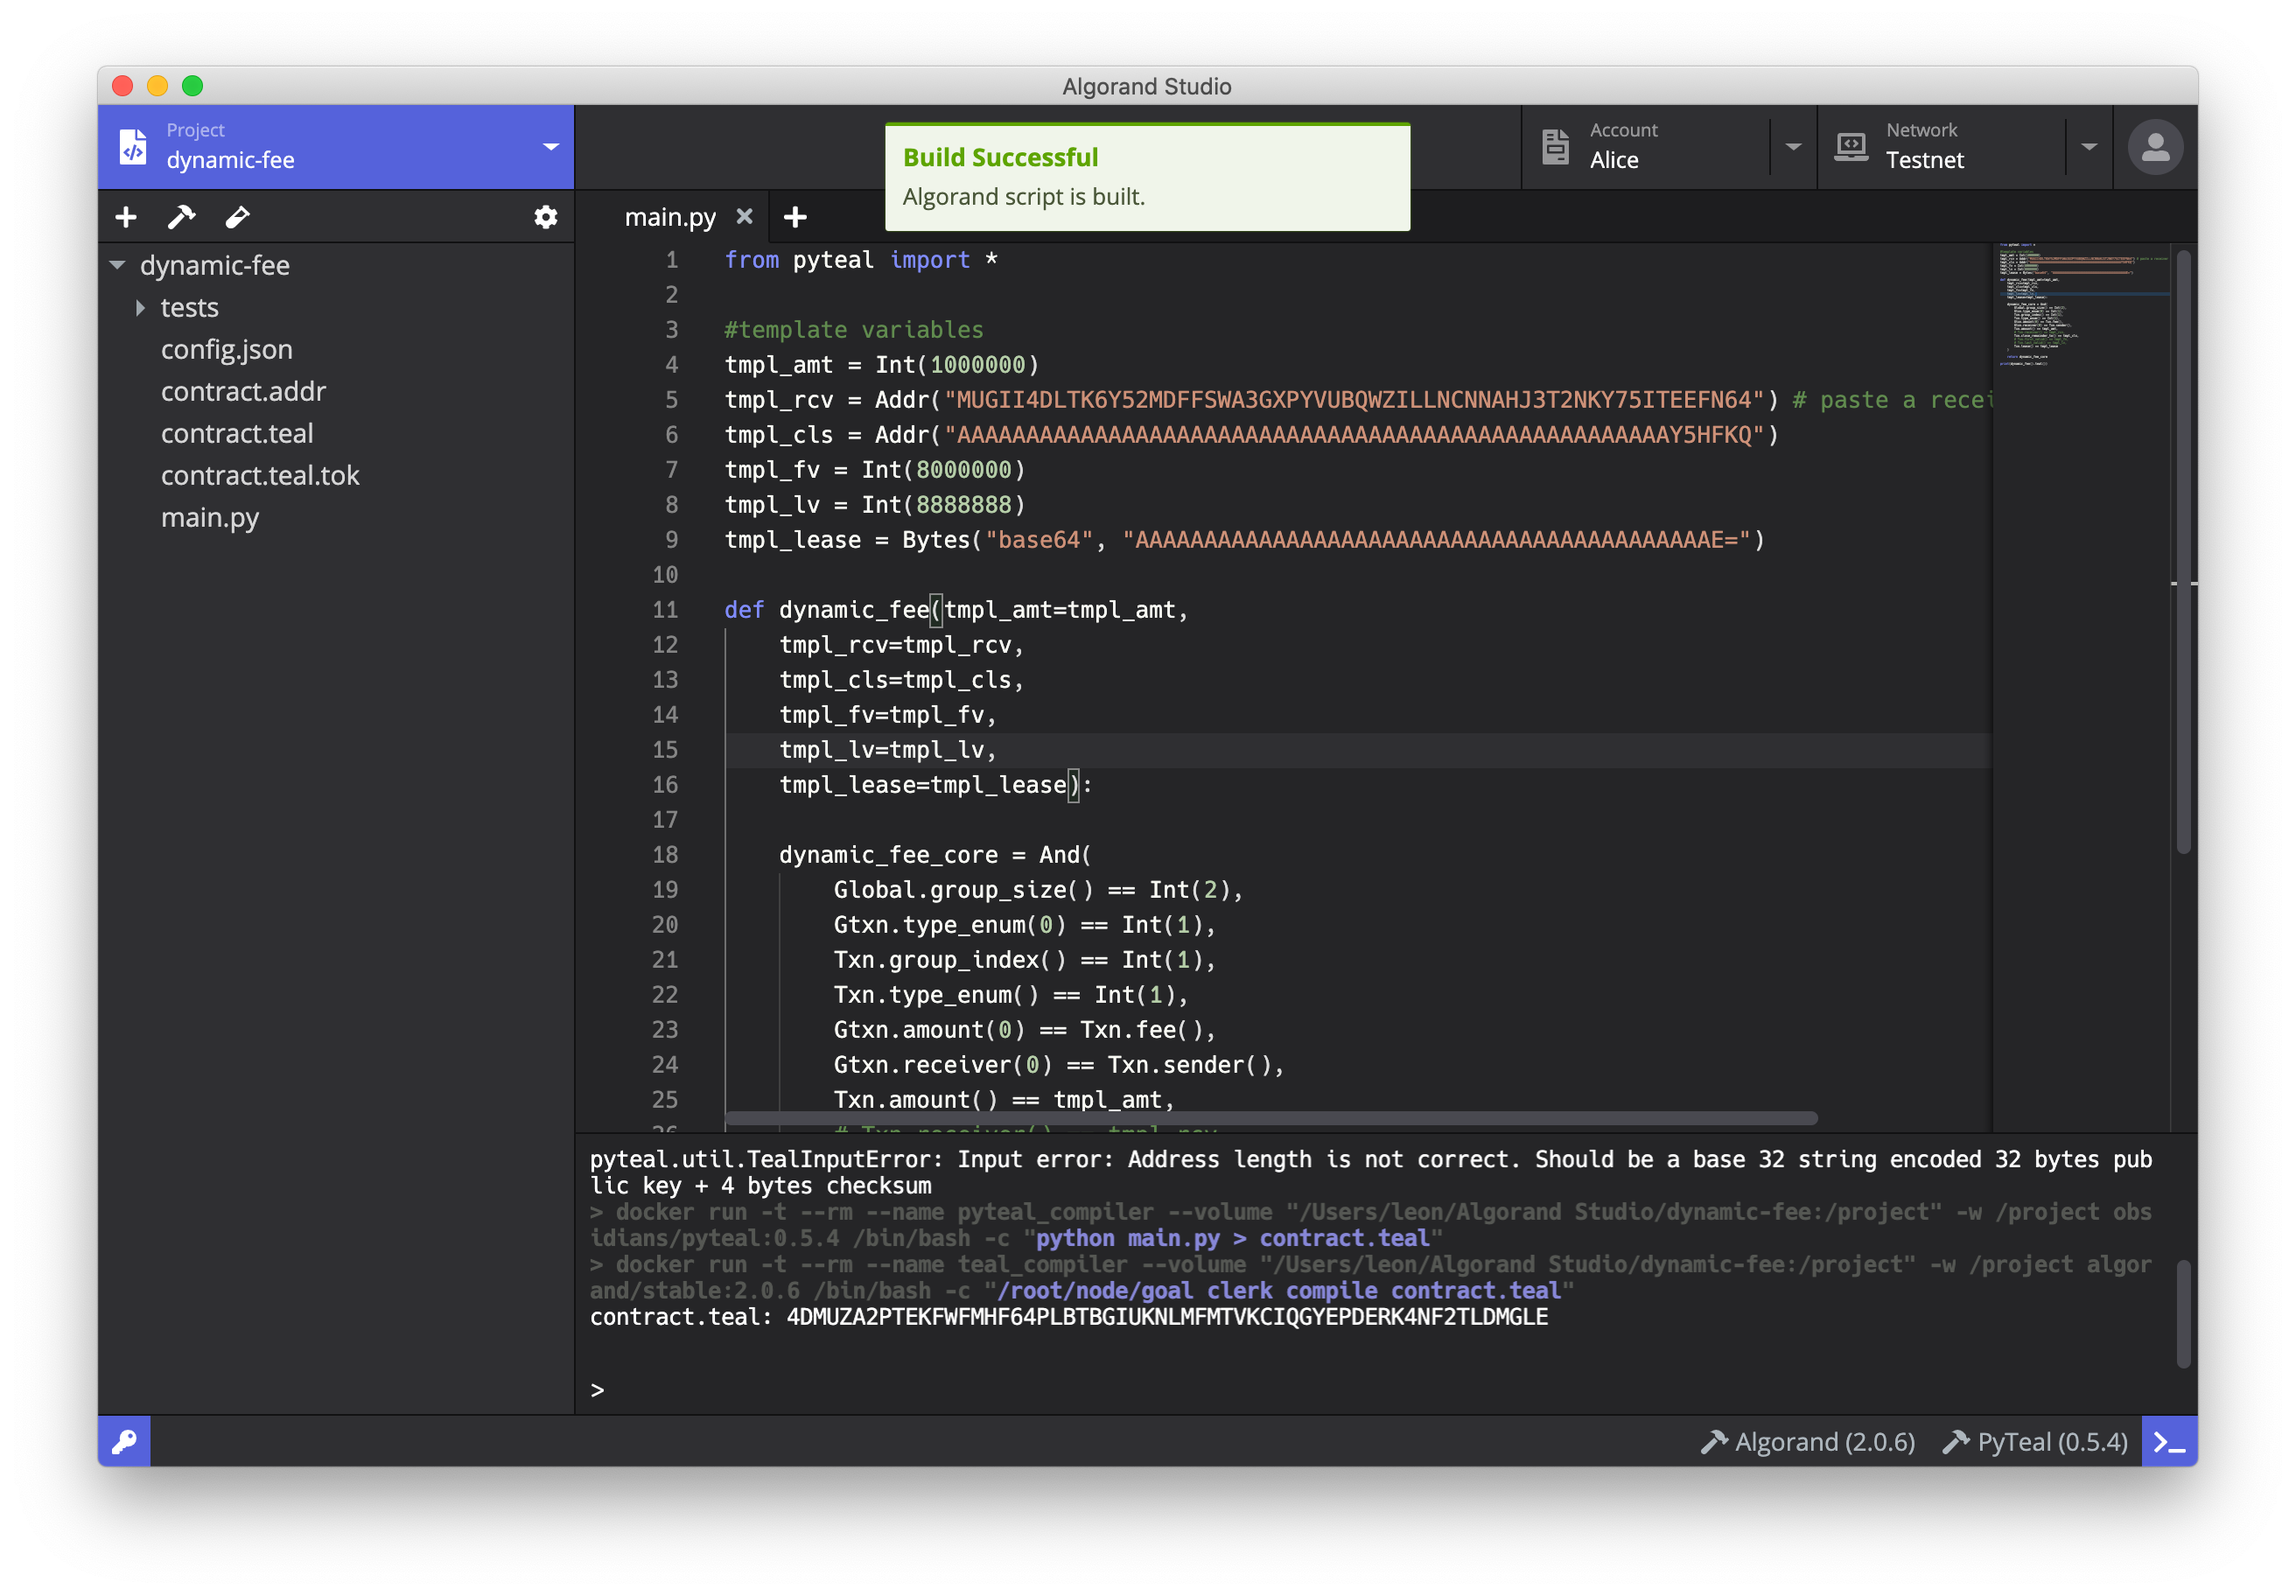 Algorand Studio
Project
dynamic-fee
Build Successful
Algorand script is built.
Account
Alice
Network
Testnet
main.py
dynamic-fee
tests
config.json
contract.addr
contract.teal
contract.teal.tok
main.py
1 from pyteal import *
2
3 #template variables
4 tmpl_amt = Int(1000000)
5 tmpl_rcv = Addr("MUGII4DLTK6Y52MDFFSWA3GXPYVUBQWZILLNCNNAHJ3T2NKY75ITEEFN64") # paste a recei
6 tmpl_cls = Addr("AAAAAAAAAAAAAAAAAAAAAAAAAAAAAAAAAAAAAAAAAAAAAAAAAAAAY5HFKQ")
7 tmpl_fv = Int(8000000)
8 tmpl_lv = Int(8888888)
9 tmpl_lease = Bytes("base64", "AAAAAAAAAAAAAAAAAAAAAAAAAAAAAAAAAAAAAAAAAAE=")
10
11 def dynamic_fee(tmpl_amt=tmpl_amt,
12 tmpl_rcv=tmpl_rcv,
13 tmpl_cls=tmpl_cls,
14 tmpl_fv=tmpl_fv,
15 tmpl_lv=tmpl_lv,
16 tmpl_lease=tmpl_lease):
17
18 dynamic_fee_core = And(
19 Global.group_size() == Int(2),
20 Gtxn.type_enum(0) == Int(1),
21 Txn.group_index() == Int(1),
22 Txn.type_enum() == Int(1),
23 Gtxn.amount(0) == Txn.fee(),
24 Gtxn.receiver(0) == Txn.sender(),
25 Txn.amount() == tmpl_amt,
26 # Txn.receiver() == tmpl_rcv
pyteal.util.TealInputError: Input error: Address length is not correct. Should be a base 32 string encoded 32 bytes pub
lic key + 4 bytes checksum
> docker run -t --rm --name pyteal_compiler --volume "/Users/leon/Algorand Studio/dynamic-fee:/project" -w /project obs
idians/pyteal:0.5.4 /bin/bash -c "python main.py > contract.teal"
> docker run -t --rm --name teal_compiler --volume "/Users/leon/Algorand Studio/dynamic-fee:/project" -w /project algor
and/stable:2.0.6 /bin/bash -c "/root/node/goal clerk compile contract.teal"
contract.teal: 4DMUZA2PTEKFWFMHF64PLBTBGIUKNLMFMTVKCIQGYEPDERK4NF2TLDMGLE
>
Algorand (2.0.6)
PyTeal (0.5.4)